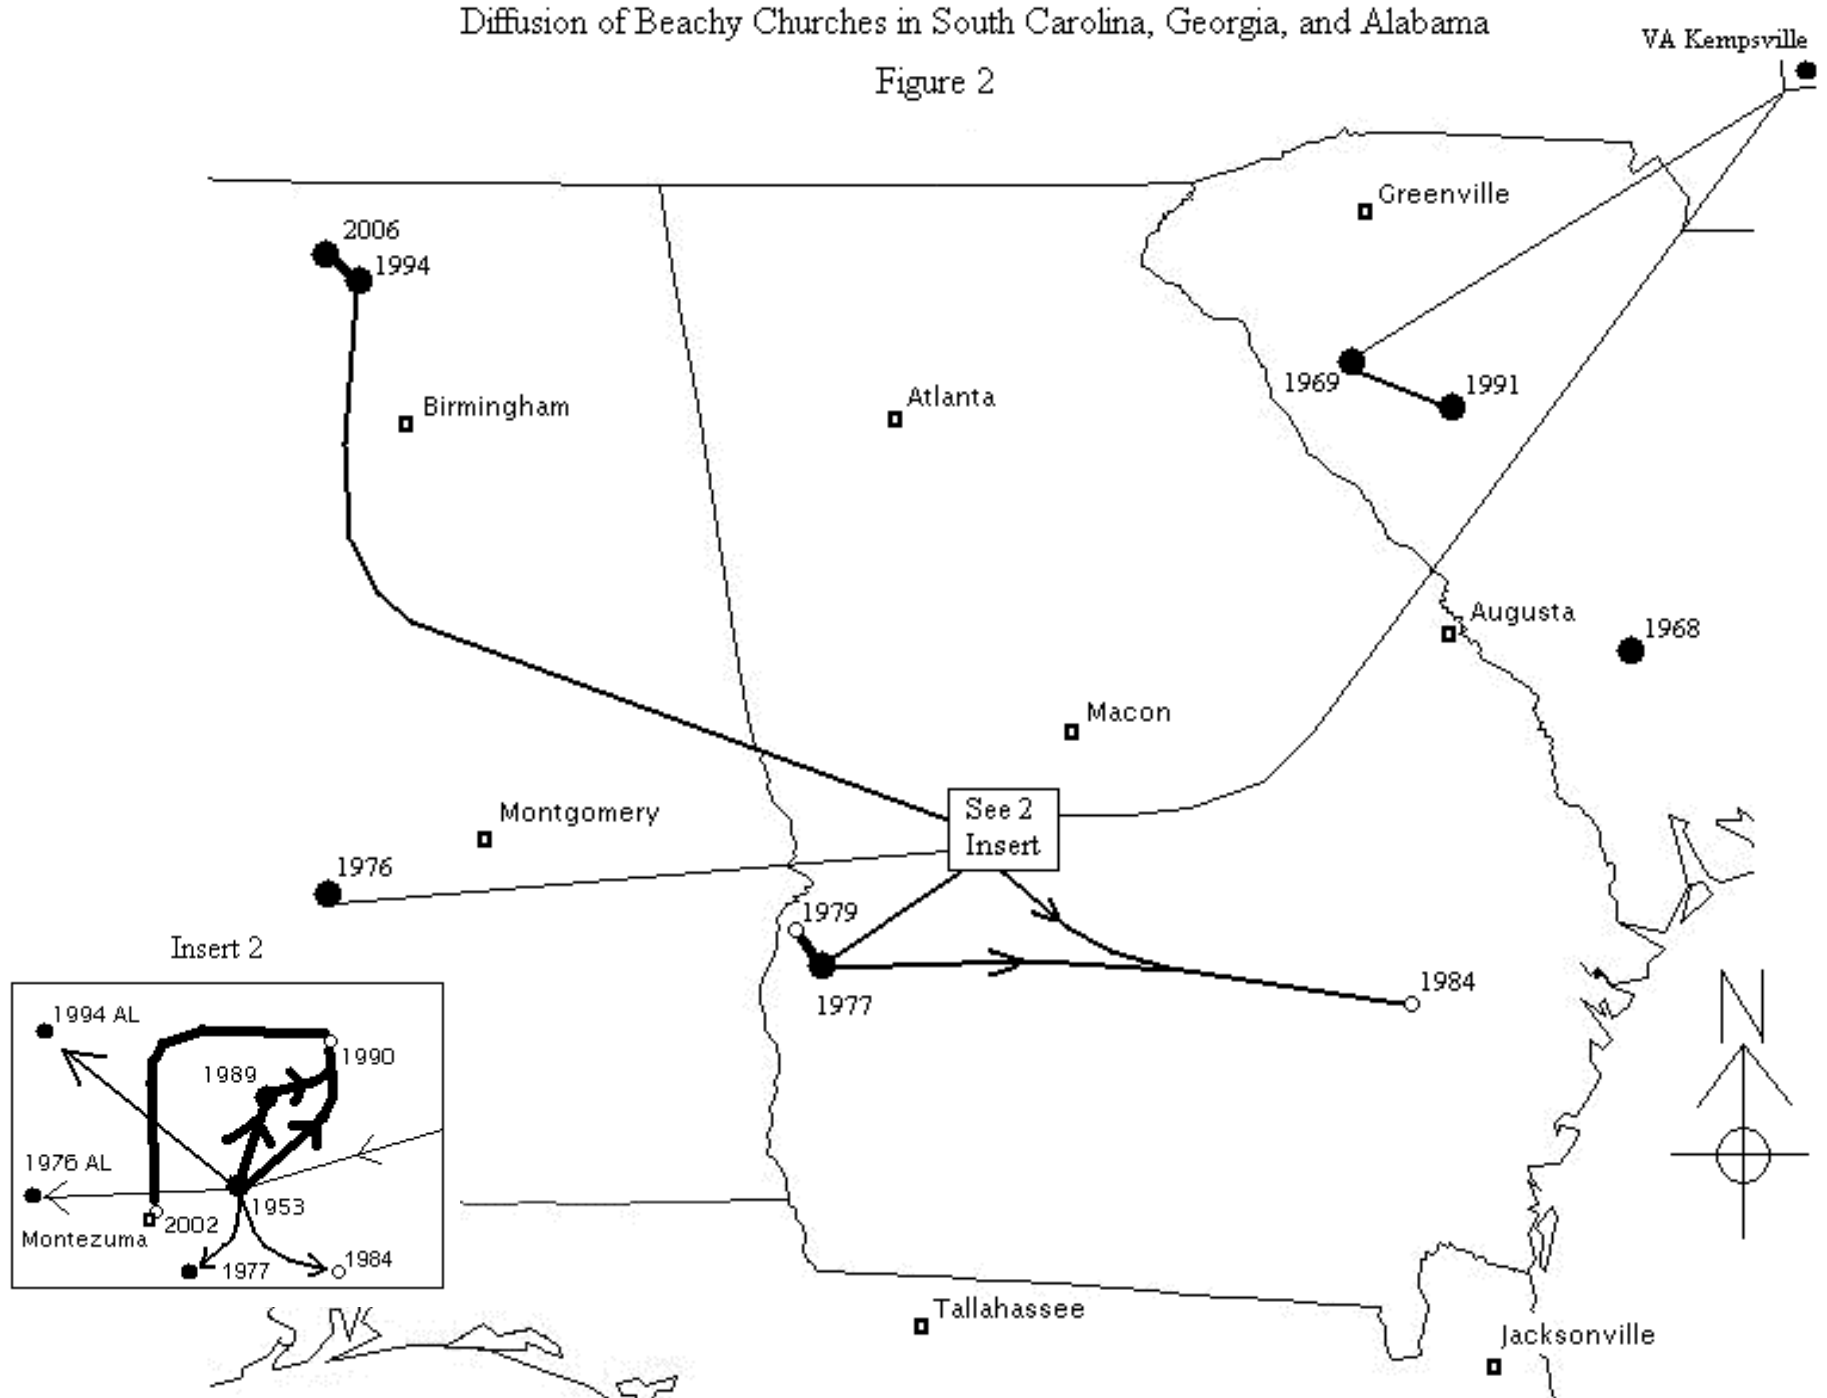 Diffusion of Beachy Churches in South Carolina, Georgia, and Alabama
VA Kempsville
Figure 2
Greenville
2006
1994
1969
1991
Birmingham
Atlanta
Augusta
1968
Macon
Montgomery
See 2
Insert
1976
1979
1977
1984
Insert 2
1994 AL
1990
1989
1976 AL
1953
2002
Montezuma
1977
1984
N
Tallahassee
Jacksonville